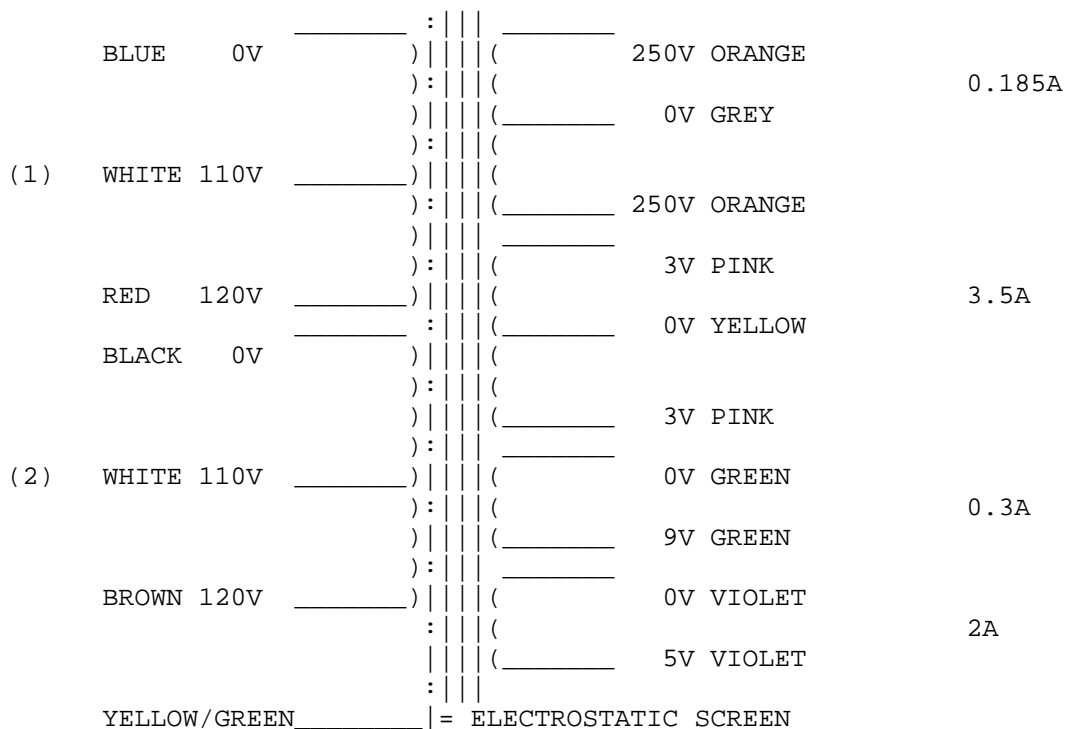 BLUE 0V 250V ORANGE
0.185A
0V GREY
(1) WHITE 110V
250V ORANGE
3V PINK
RED 120V 3.5A
0V YELLOW
BLACK 0V
3V PINK
(2) WHITE 110V 0V GREEN
0.3A
9V GREEN
BROWN 120V 0V VIOLET
2A
5V VIOLET
YELLOW/GREEN = ELECTROSTATIC SCREEN